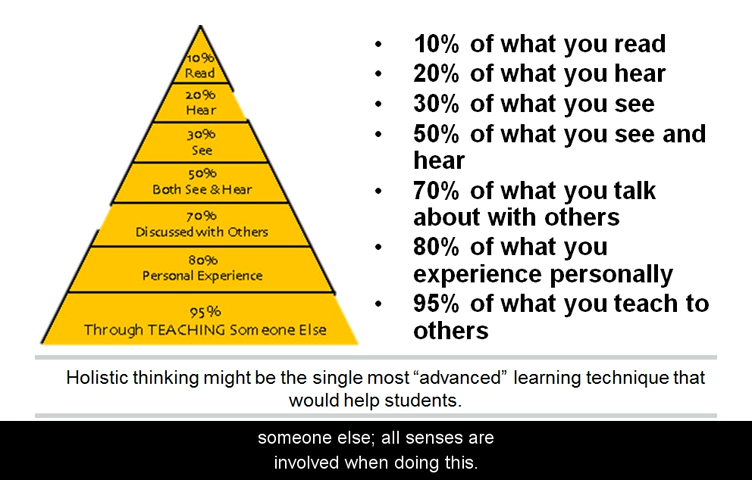 10%
Read
20%
Hear
30%
See
50%
Both See & Hear
70%
Discussed with Others
80%
Personal Experience
95%
Through TEACHING Someone Else
• 10% of what you read
• 20% of what you hear
• 30% of what you see
• 50% of what you see and
hear
• 70% of what you talk
about with others
• 80% of what you
experience personally
• 95% of what you teach to
others
Holistic thinking might be the single most “advanced” learning technique that
would help students.
someone else; all senses are
involved when doing this.